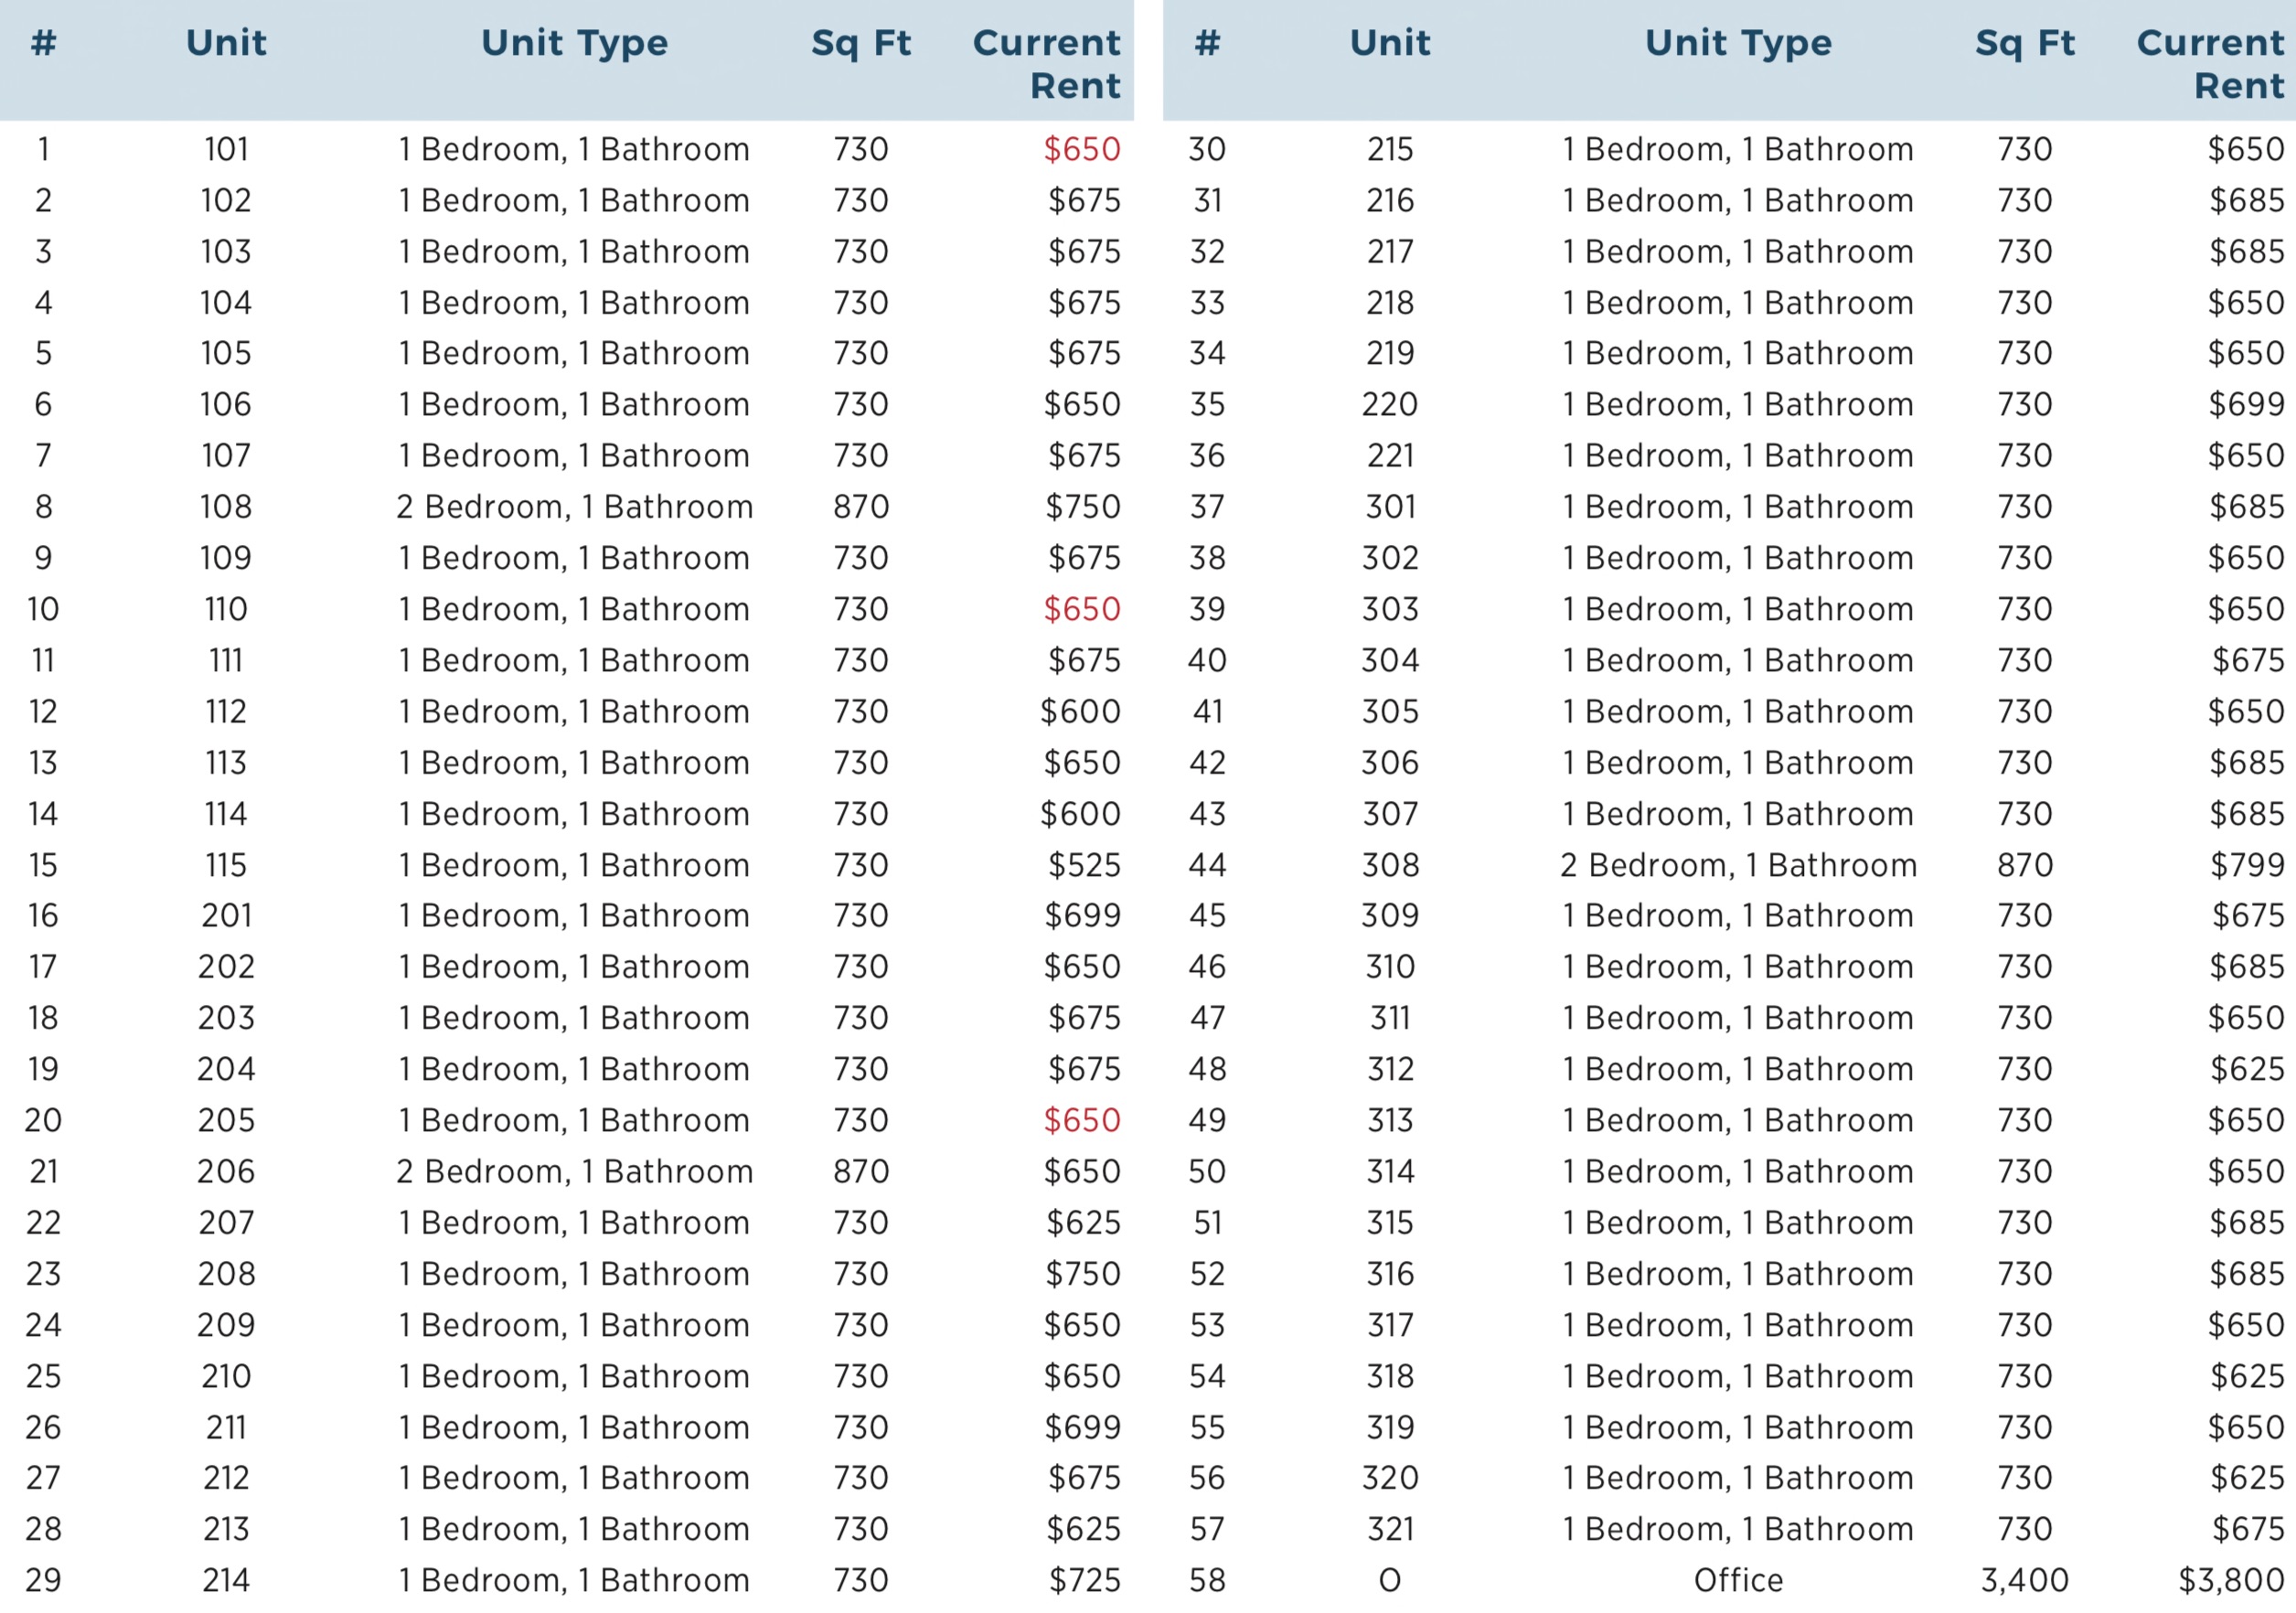 # Unit Unit Type Sq Ft Current Rent
1 101 1 Bedroom, 1 Bathroom 730 $650
2 102 1 Bedroom, 1 Bathroom 730 $675
3 103 1 Bedroom, 1 Bathroom 730 $675
4 104 1 Bedroom, 1 Bathroom 730 $675
5 105 1 Bedroom, 1 Bathroom 730 $675
6 106 1 Bedroom, 1 Bathroom 730 $650
7 107 1 Bedroom, 1 Bathroom 730 $675
8 108 2 Bedroom, 1 Bathroom 870 $750
9 109 1 Bedroom, 1 Bathroom 730 $675
10 110 1 Bedroom, 1 Bathroom 730 $650
11 111 1 Bedroom, 1 Bathroom 730 $675
12 112 1 Bedroom, 1 Bathroom 730 $600
13 113 1 Bedroom, 1 Bathroom 730 $650
14 114 1 Bedroom, 1 Bathroom 730 $600
15 115 1 Bedroom, 1 Bathroom 730 $525
16 201 1 Bedroom, 1 Bathroom 730 $699
17 202 1 Bedroom, 1 Bathroom 730 $650
18 203 1 Bedroom, 1 Bathroom 730 $675
19 204 1 Bedroom, 1 Bathroom 730 $675
20 205 1 Bedroom, 1 Bathroom 730 $650
21 206 2 Bedroom, 1 Bathroom 870 $650
22 207 1 Bedroom, 1 Bathroom 730 $625
23 208 1 Bedroom, 1 Bathroom 730 $750
24 209 1 Bedroom, 1 Bathroom 730 $650
25 210 1 Bedroom, 1 Bathroom 730 $650
26 211 1 Bedroom, 1 Bathroom 730 $699
27 212 1 Bedroom, 1 Bathroom 730 $675
28 213 1 Bedroom, 1 Bathroom 730 $625
29 214 1 Bedroom, 1 Bathroom 730 $725
# Unit Unit Type Sq Ft Current Rent
30 215 1 Bedroom, 1 Bathroom 730 $650
31 216 1 Bedroom, 1 Bathroom 730 $685
32 217 1 Bedroom, 1 Bathroom 730 $685
33 218 1 Bedroom, 1 Bathroom 730 $650
34 219 1 Bedroom, 1 Bathroom 730 $650
35 220 1 Bedroom, 1 Bathroom 730 $699
36 221 1 Bedroom, 1 Bathroom 730 $650
37 301 1 Bedroom, 1 Bathroom 730 $685
38 302 1 Bedroom, 1 Bathroom 730 $650
39 303 1 Bedroom, 1 Bathroom 730 $650
40 304 1 Bedroom, 1 Bathroom 730 $675
41 305 1 Bedroom, 1 Bathroom 730 $650
42 306 1 Bedroom, 1 Bathroom 730 $685
43 307 1 Bedroom, 1 Bathroom 730 $685
44 308 2 Bedroom, 1 Bathroom 870 $799
45 309 1 Bedroom, 1 Bathroom 730 $675
46 310 1 Bedroom, 1 Bathroom 730 $685
47 311 1 Bedroom, 1 Bathroom 730 $650
48 312 1 Bedroom, 1 Bathroom 730 $625
49 313 1 Bedroom, 1 Bathroom 730 $650
50 314 1 Bedroom, 1 Bathroom 730 $650
51 315 1 Bedroom, 1 Bathroom 730 $685
52 316 1 Bedroom, 1 Bathroom 730 $685
53 317 1 Bedroom, 1 Bathroom 730 $650
54 318 1 Bedroom, 1 Bathroom 730 $625
55 319 1 Bedroom, 1 Bathroom 730 $650
56 320 1 Bedroom, 1 Bathroom 730 $625
57 321 1 Bedroom, 1 Bathroom 730 $675
58 O Office 3,400 $3,800